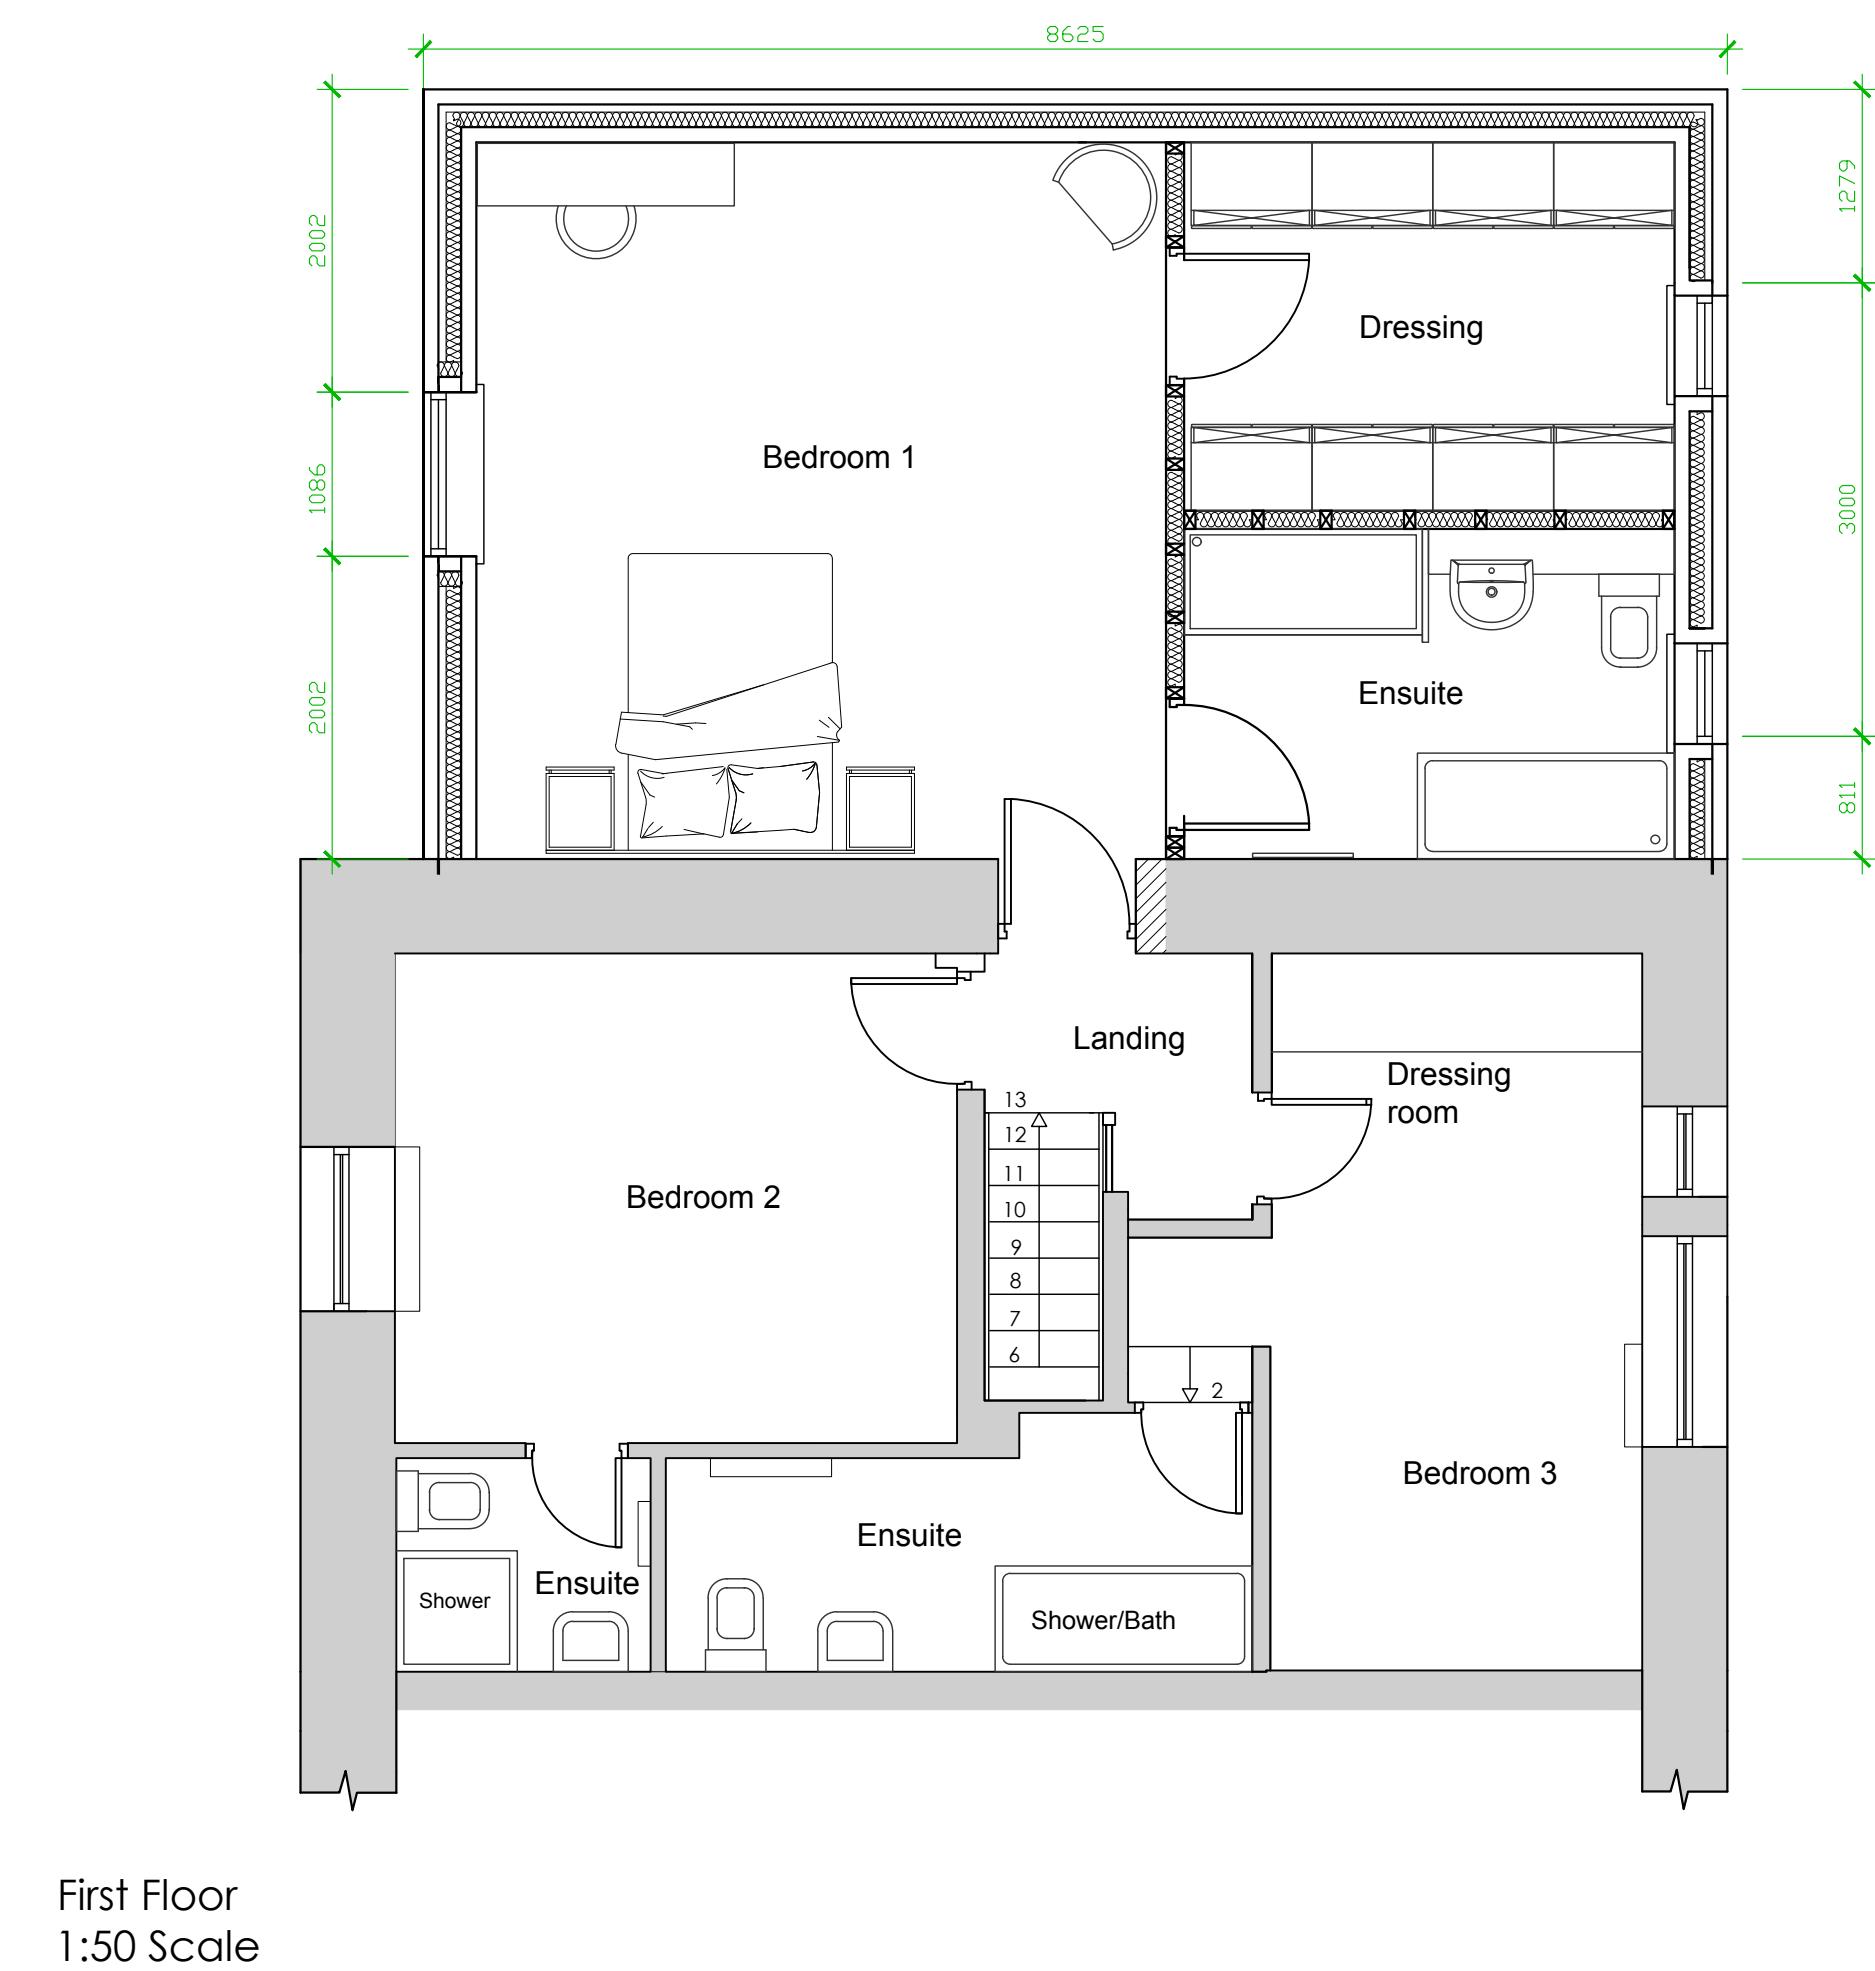 8625
2002
1279
Dressing
Bedroom 1
1086
3000
Ensuite
2002
811
Landing
Dressing
room
13
12
11
10
9
8
7
6
Bedroom 2
2
Bedroom 3
Ensuite
Ensuite
Shower
Shower/Bath
First Floor
1:50 Scale